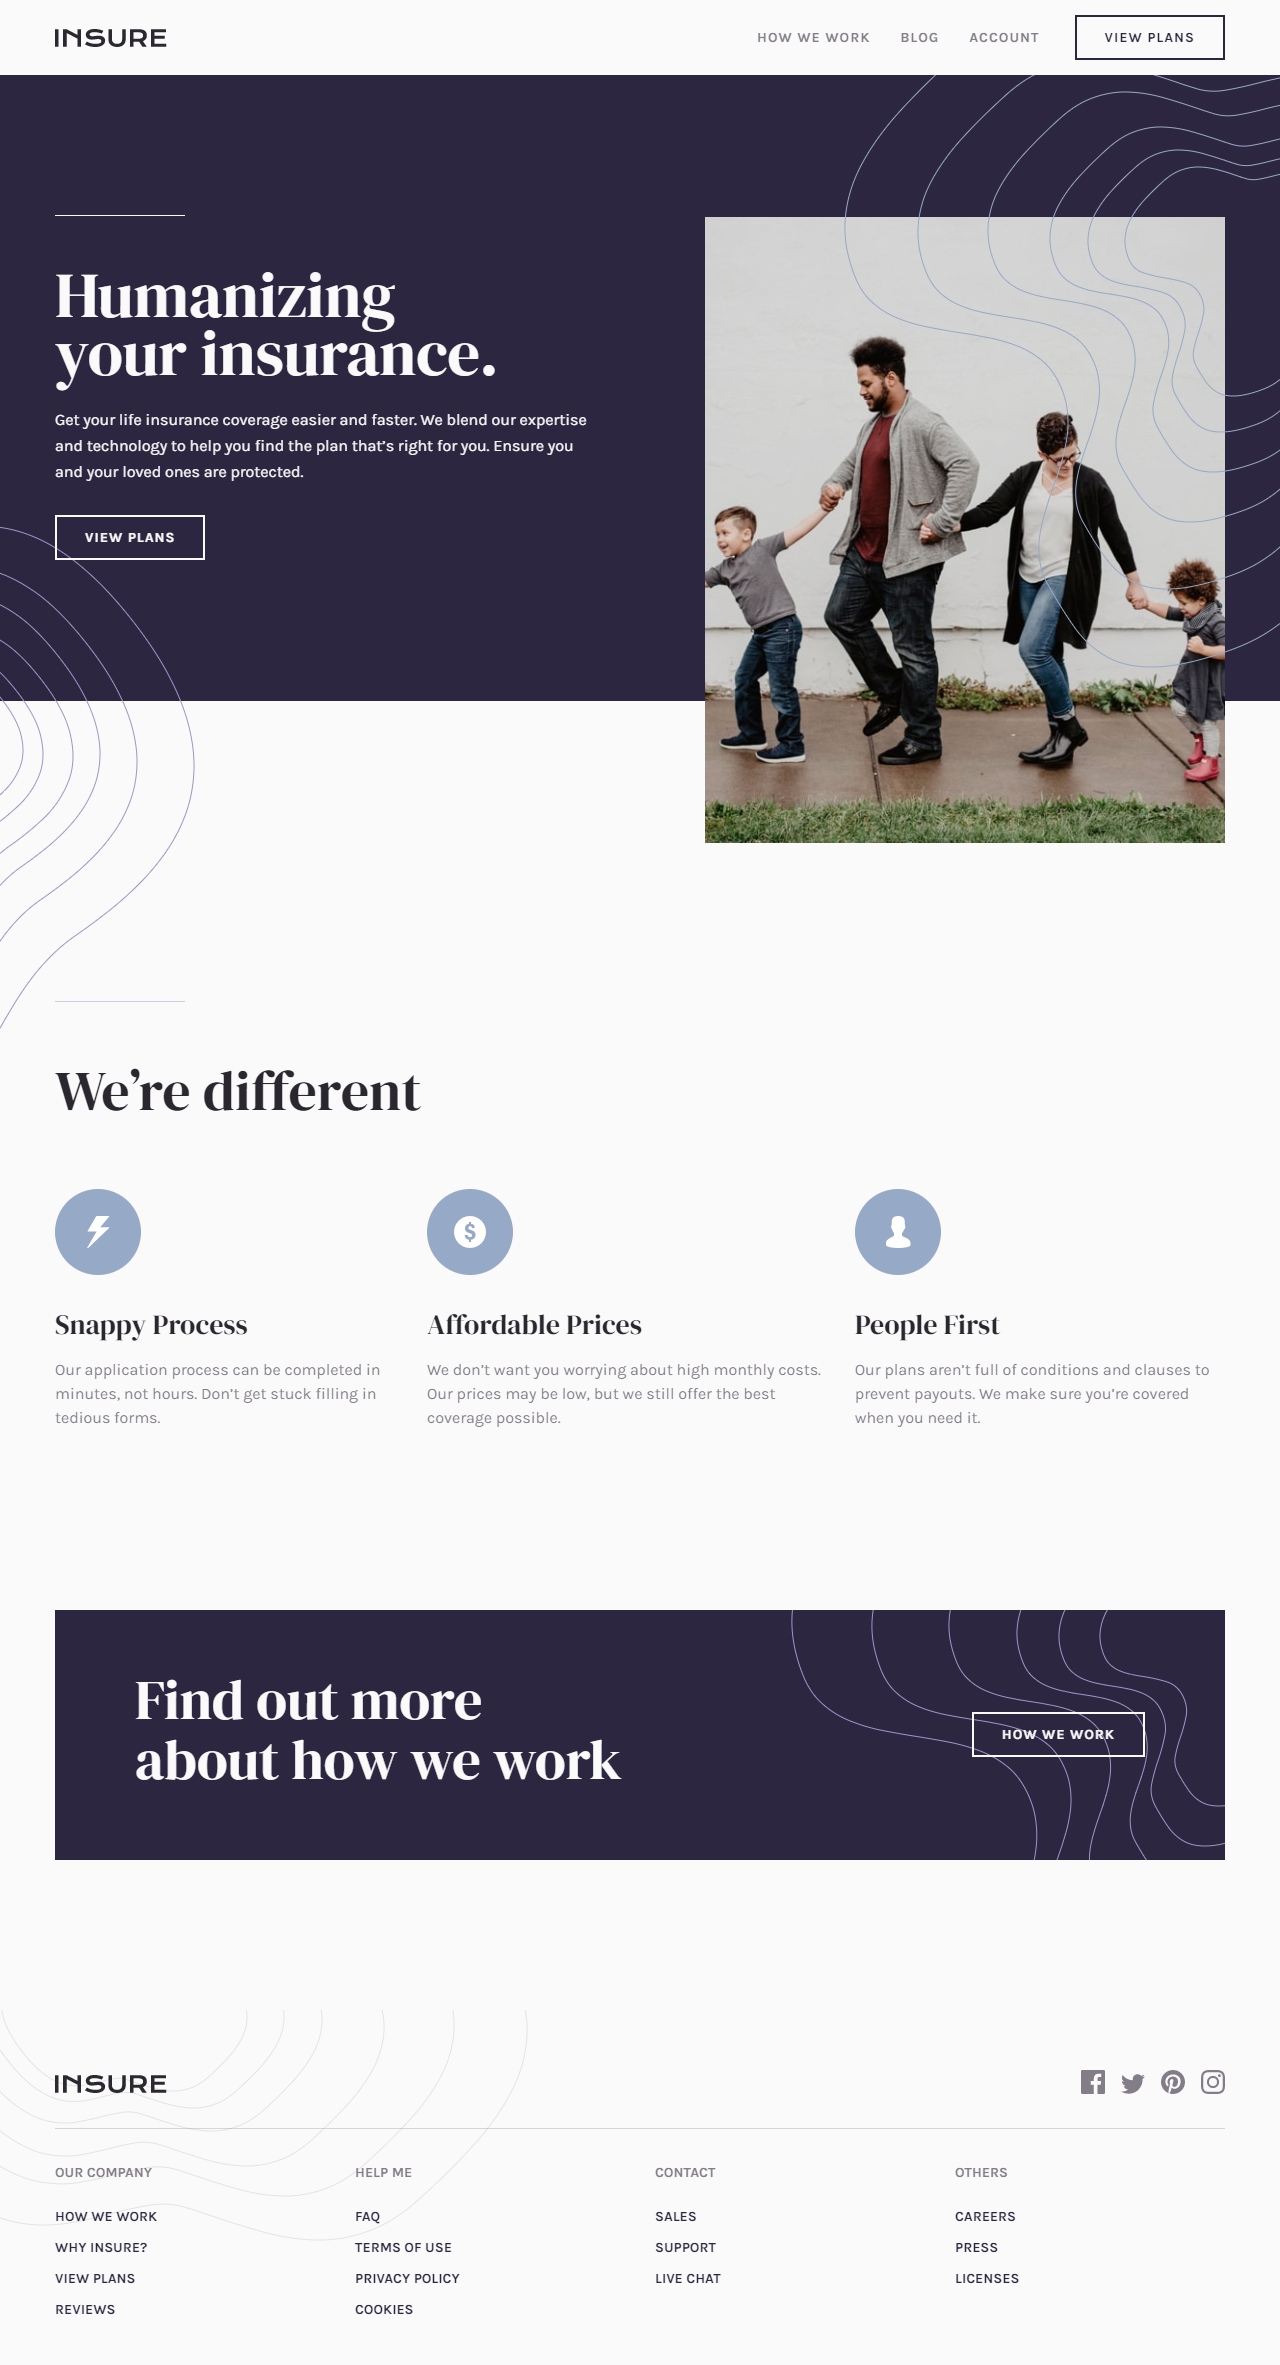 INSURE
HOW WE WORK
BLOG
ACCOUNT
VIEW PLANS
Humanizing
your insurance.
Get your life insurance coverage easier and faster. We blend our expertise
and technology to help you find the plan that’s right for you. Ensure you
and your loved ones are protected.
VIEW PLANS
We’re different
Snappy Process
Our application process can be completed in
minutes, not hours. Don’t get stuck filling in
tedious forms.
Affordable Prices
We don’t want you worrying about high monthly costs.
Our prices may be low, but we still offer the best
coverage possible.
People First
Our plans aren’t full of conditions and clauses to
prevent payouts. We make sure you’re covered
when you need it.
Find out more
about how we work
HOW WE WORK
INSURE
OUR COMPANY
HOW WE WORK
WHY INSURE?
VIEW PLANS
REVIEWS
HELP ME
FAQ
TERMS OF USE
PRIVACY POLICY
COOKIES
CONTACT
SALES
SUPPORT
LIVE CHAT
OTHERS
CAREERS
PRESS
LICENSES